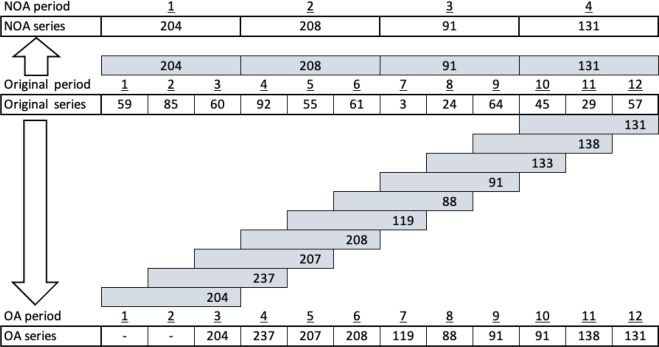 NOA period 1 2 3 4
NOA series 204 208 91 131
204 208 91 131
Original period 1 2 3 4 5 6 7 8 9 10 11 12
Original series 59 85 60 92 55 61 3 24 64 45 29 57
131
138
133
91
88
119
208
207
237
204
OA period 1 2 3 4 5 6 7 8 9 10 11 12
OA series - - 204 237 207 208 119 88 91 91 138 131